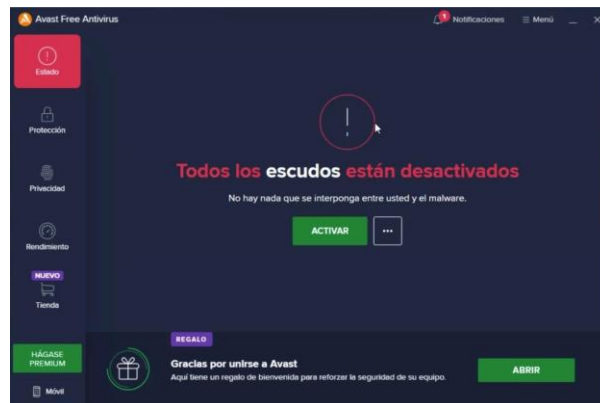 Avast Free Antivirus
1
Notificaciones
Menú
Estado
Protección
Privacidad
Rendimiento
NUEVO
Tienda
HÁGASE
PREMIUM
Móvil
Todos los escudos están desactivados
No hay nada que se interponga entre usted y el malware.
ACTIVAR
REGALO
Gracias por unirse a Avast
Aquí tiene un regalo de bienvenida para reforzar la seguridad de su equipo.
ABRIR